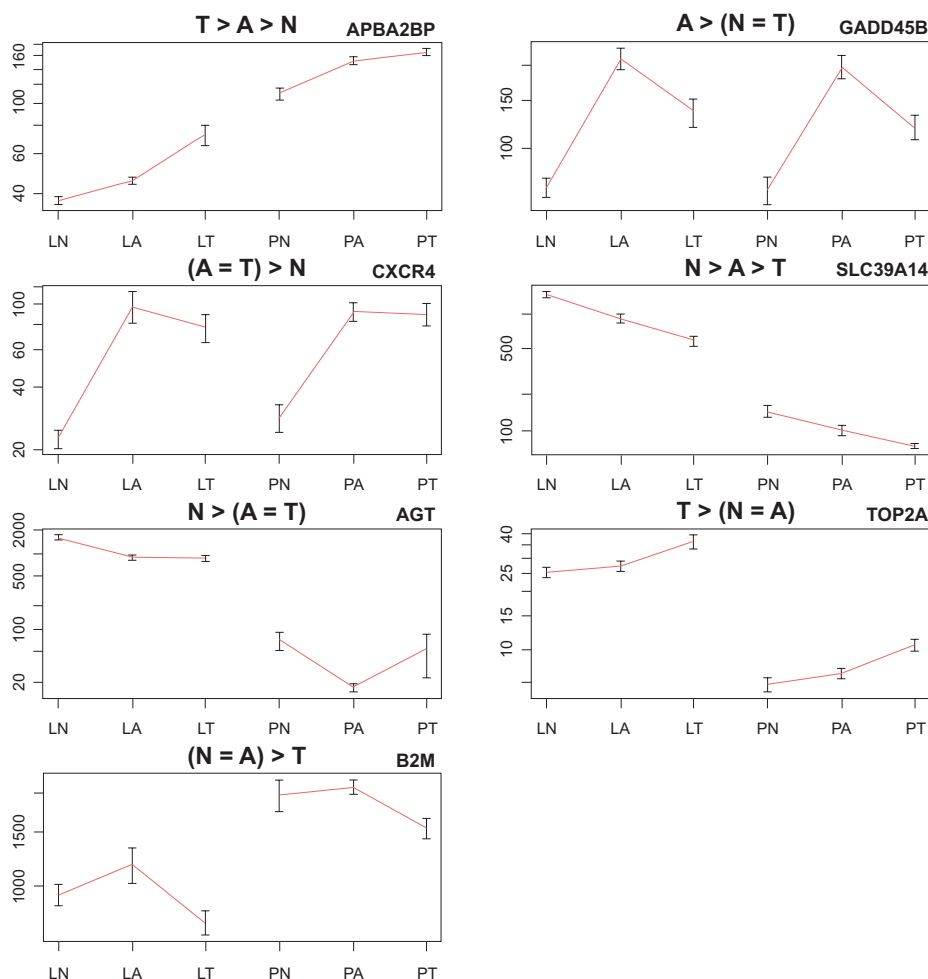 T > A > N APBA2BP
160
100
60
40
LN LA LT PN PA PT
A > (N = T) GADD45B
150
100
LN LA LT PN PA PT
(A = T) > N CXCR4
100
60
40
20
LN LA LT PN PA PT
N > A > T SLC39A14
500
100
LN LA LT PN PA PT
N > (A = T) AGT
2000
500
100
20
LN LA LT PN PA PT
T > (N = A) TOP2A
40
25
15
10
LN LA LT PN PA PT
(N = A) > T B2M
1500
1000
LN LA LT PN PA PT